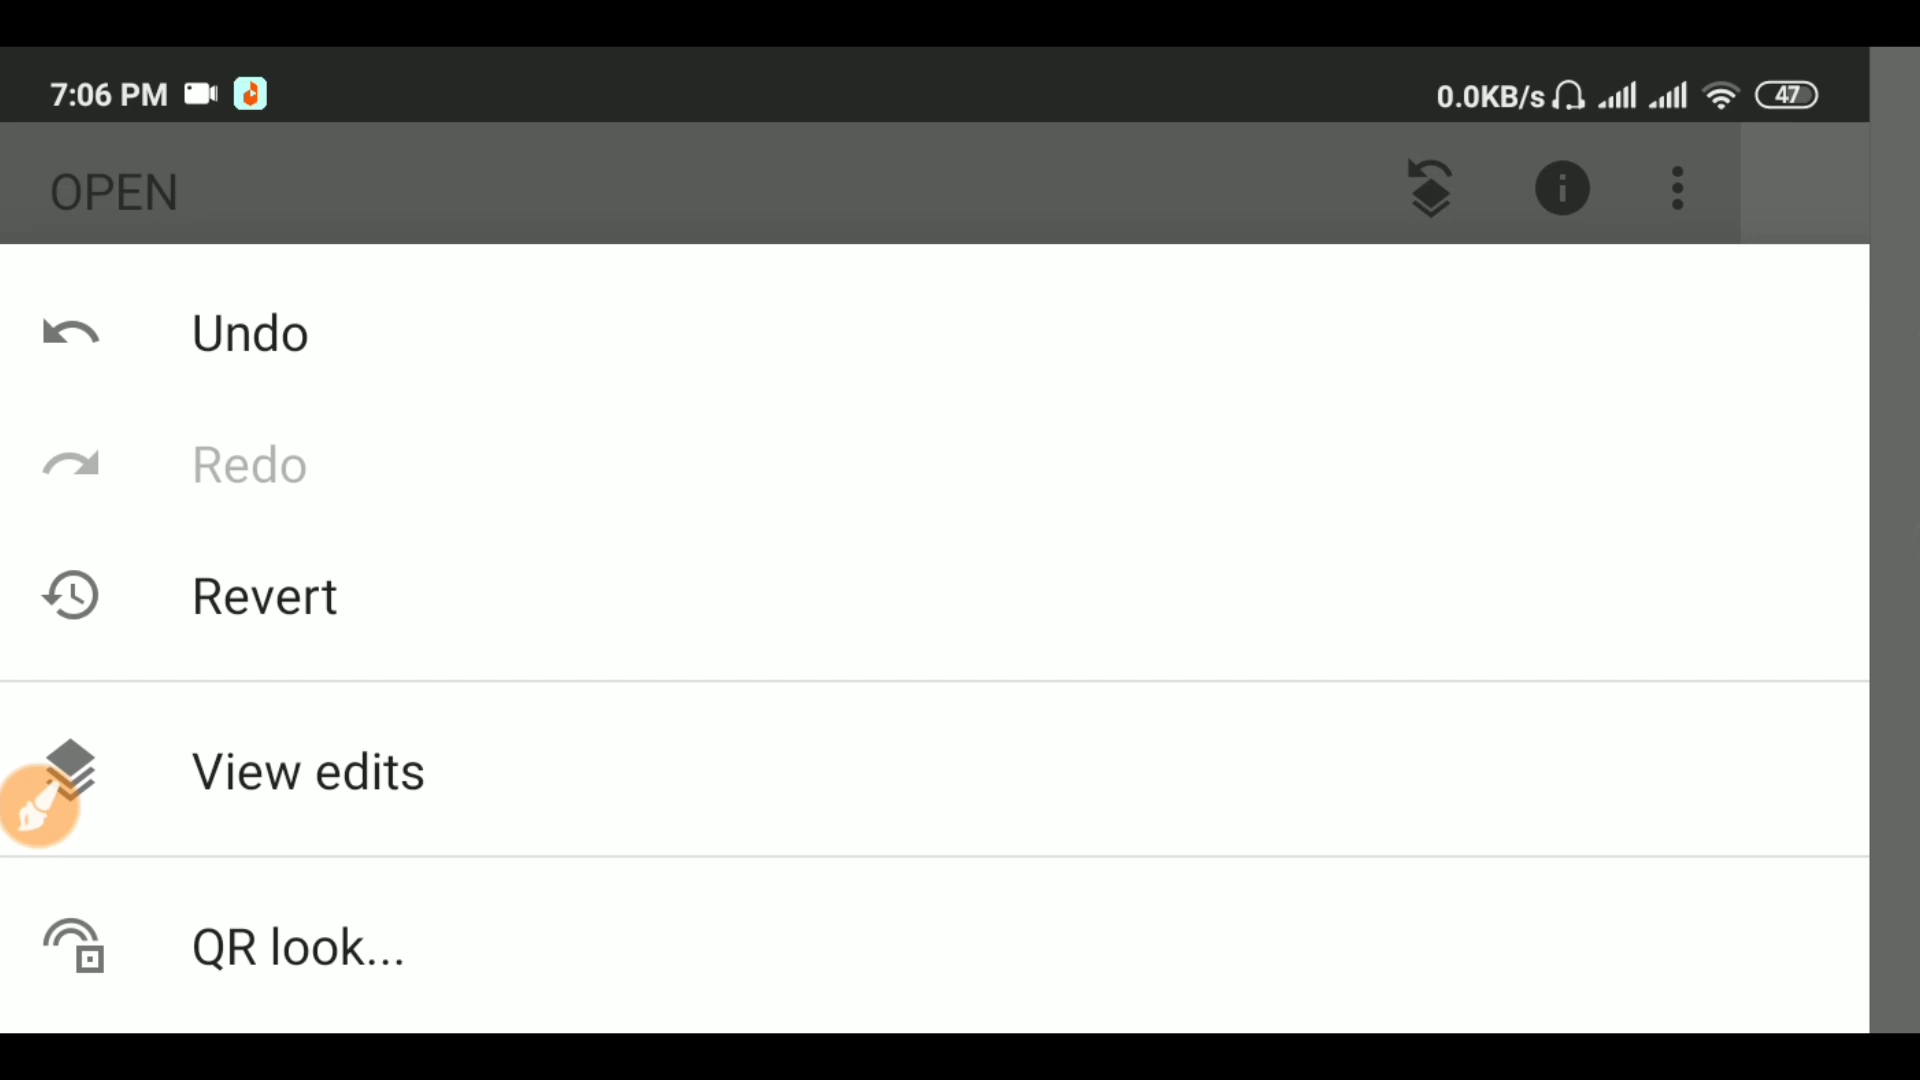 7:06 PM 0.0KB/s 47
OPEN
Undo
Redo
Revert
View edits
QR look...